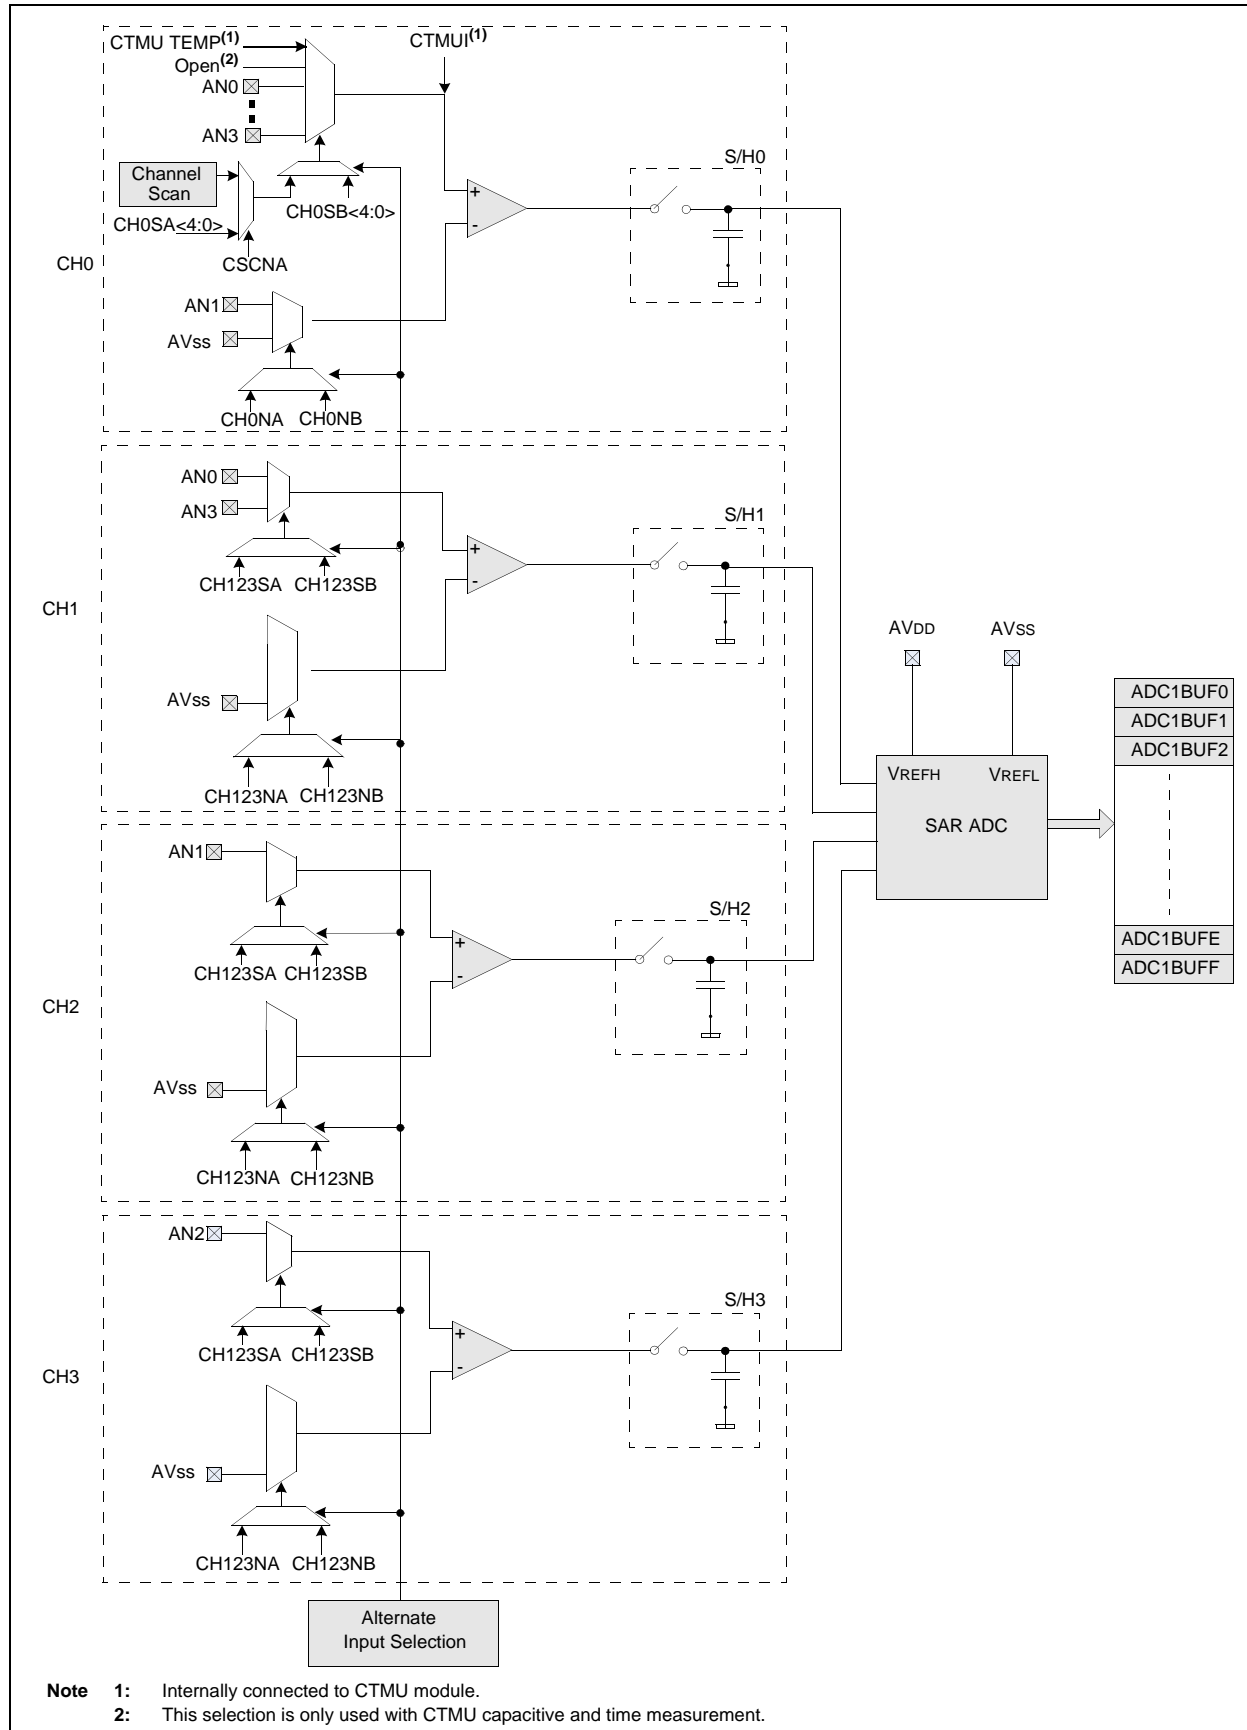 CTMU TEMP(1)
CTMUI(1)
Open(2)
AN0
AN3
S/H0
Channel
Scan
CH0SA<4:0>
CH0SB<4:0>
CSCNA
CH0
AN1
AVss
CH0NA
CH0NB
AN0
AN3
S/H1
CH123SA CH123SB
CH1
AVss
CH123NA CH123NB
AVDD
AVSS
VREFH
VREFL
SAR ADC
ADC1BUF0
ADC1BUF1
ADC1BUF2
ADC1BUFE
ADC1BUFF
AN1
S/H2
CH123SA CH123SB
CH2
AVss
CH123NA CH123NB
AN2
S/H3
CH123SA CH123SB
CH3
AVss
CH123NA CH123NB
+
-
+
-
+
-
+
-
Alternate
Input Selection
Note 1: Internally connected to CTMU module.
2: This selection is only used with CTMU capacitive and time measurement.